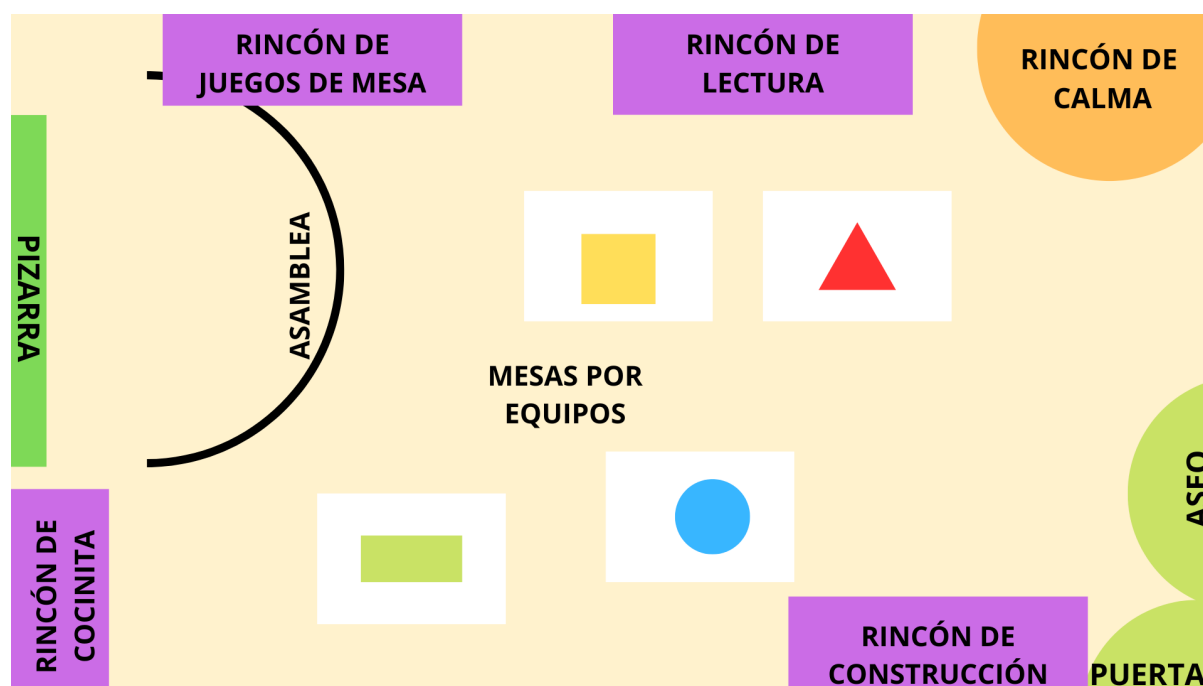 RINCÓN DE
JUEGOS DE MESA
RINCÓN DE
LECTURA
RINCÓN DE
CALMA
PIZARRA
ASAMBLEA
MESAS POR
EQUIPOS
ASEO
RINCÓN DE
COCINITA
RINCÓN DE
CONSTRUCCIÓN
PUERTA